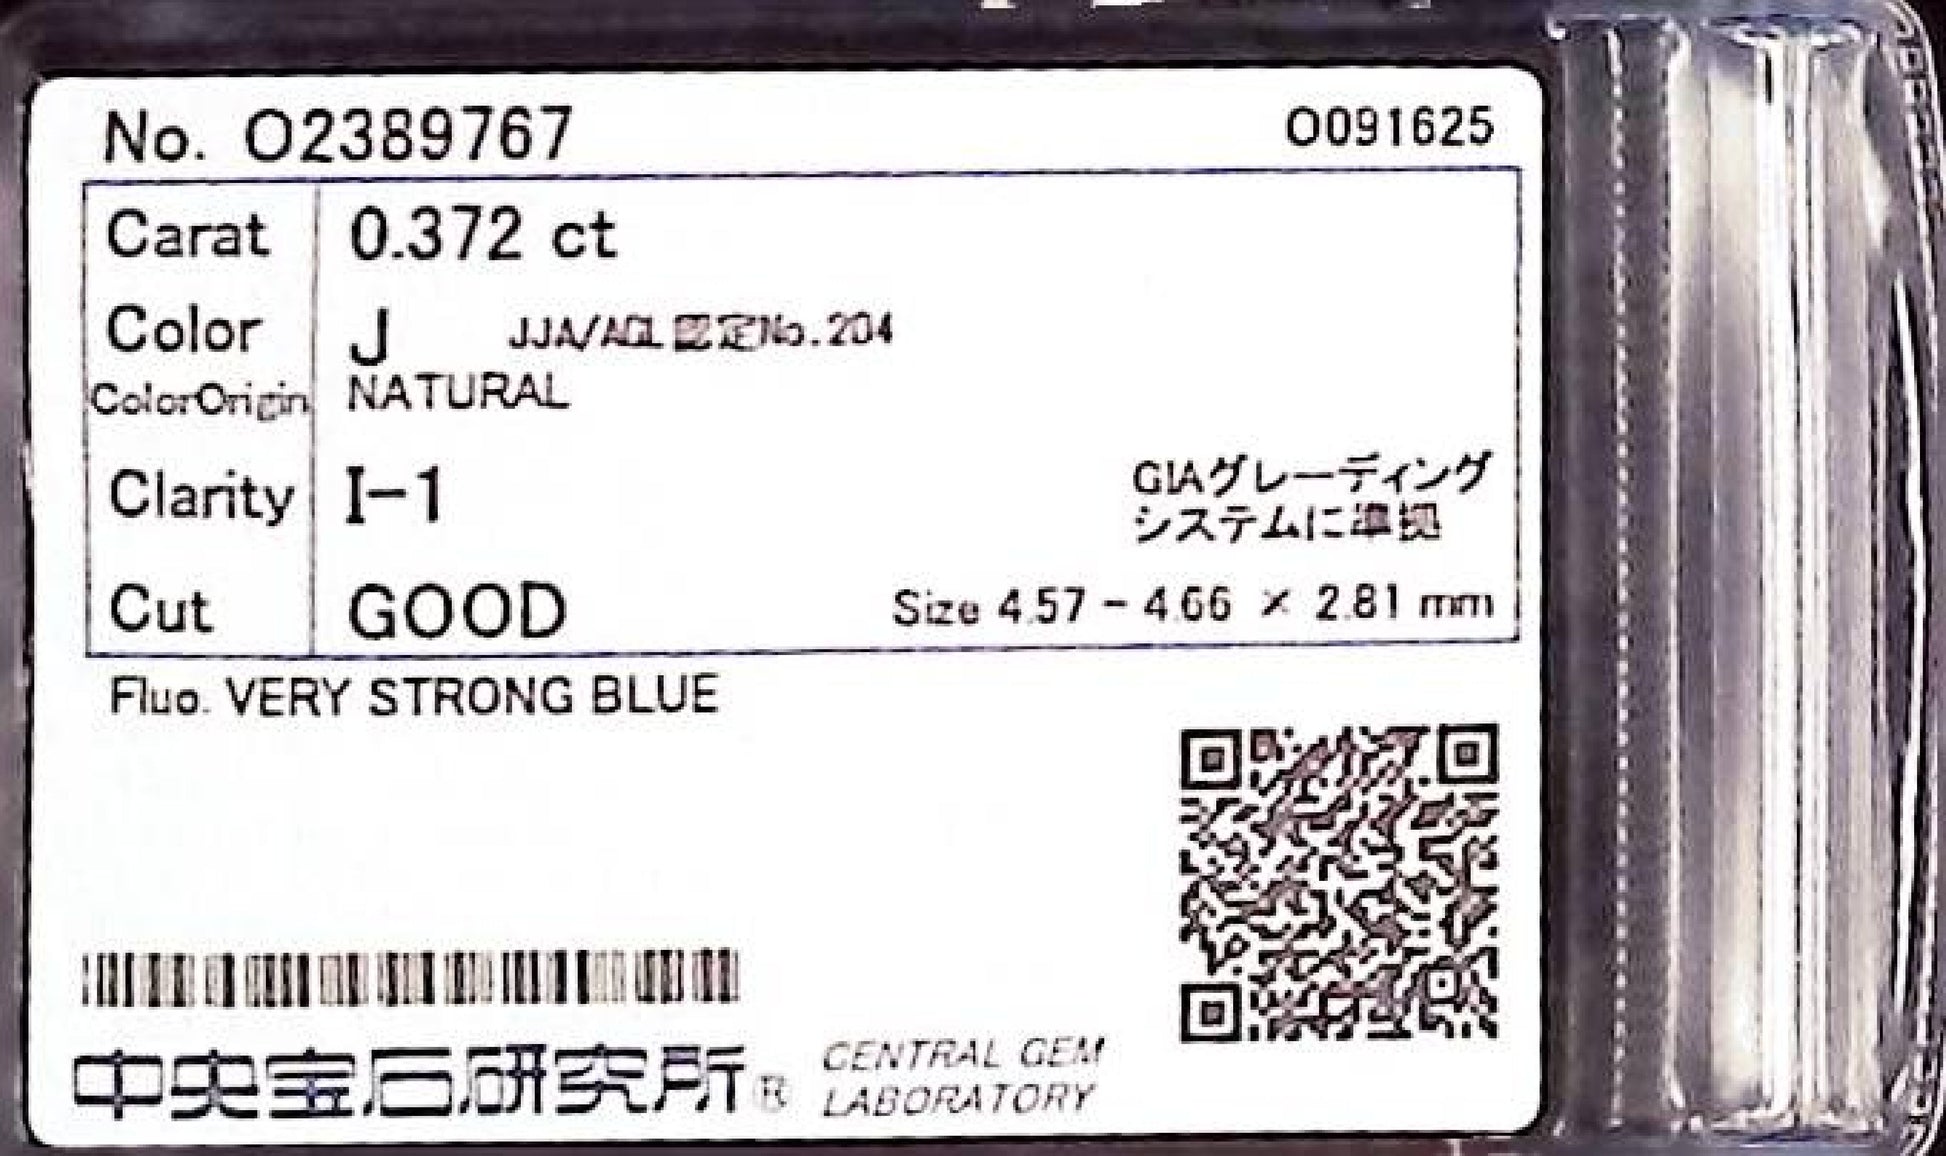 No. O2389767
O091625
Carat 0.372 ct
Color J JJA/AGL認定No.204
ColorOrigin NATURAL
Clarity I-1
GIAグレーディング
システムに準拠
Cut GOOD Size 4.57 - 4.66 × 2.81 mm
Fluo. VERY STRONG BLUE
中央宝石研究所® CENTRAL GEM
LABORATORY